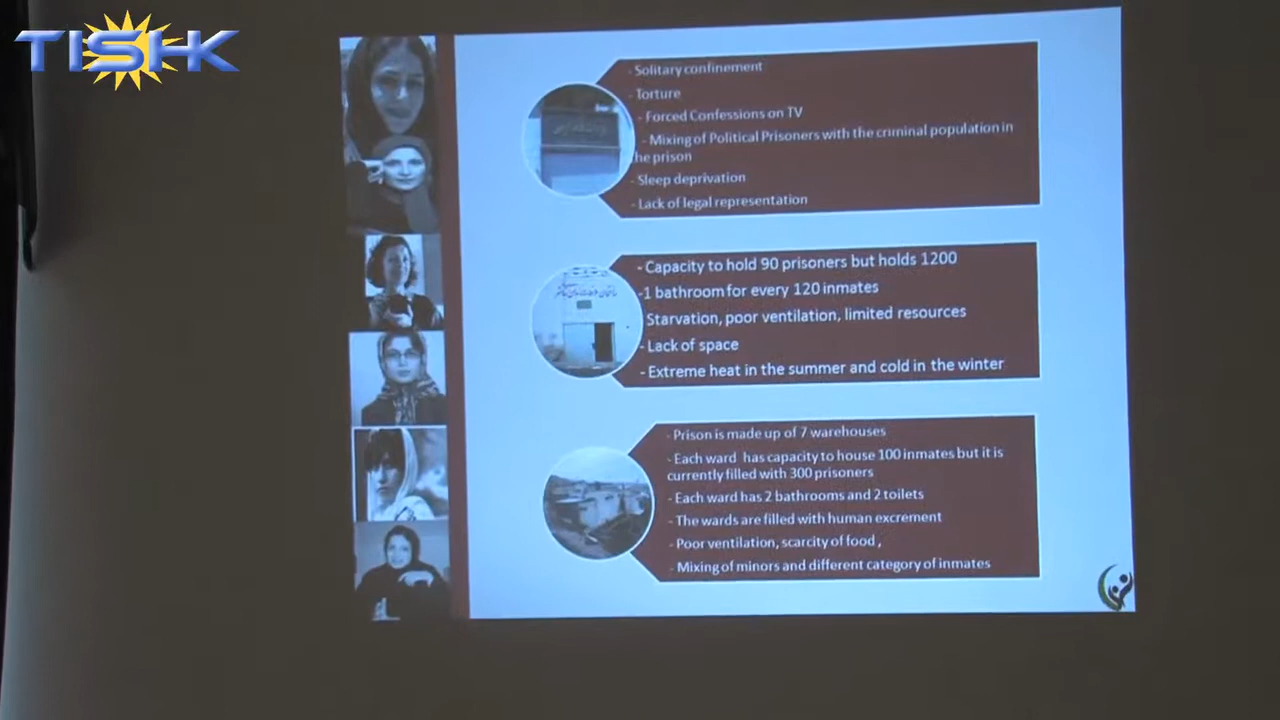 TISHK
- Solitary confinement
- Torture
- Forced Confessions on TV
- Mixing of Political Prisoners with the criminal population in
he prison
- Sleep deprivation
- Lack of legal representation
- Capacity to hold 90 prisoners but holds 1200
-1 bathroom for every 120 inmates
Starvation, poor ventilation, limited resources
- Lack of space
- Extreme heat in the summer and cold in the winter
- Prison is made up of 7 warehouses
- Each ward has capacity to house 100 inmates but it is
currently filled with 300 prisoners
- Each ward has 2 bathrooms and 2 toilets
- The wards are filled with human excrement
- Poor ventilation, scarcity of food ,
- Mixing of minors and different category of inmates